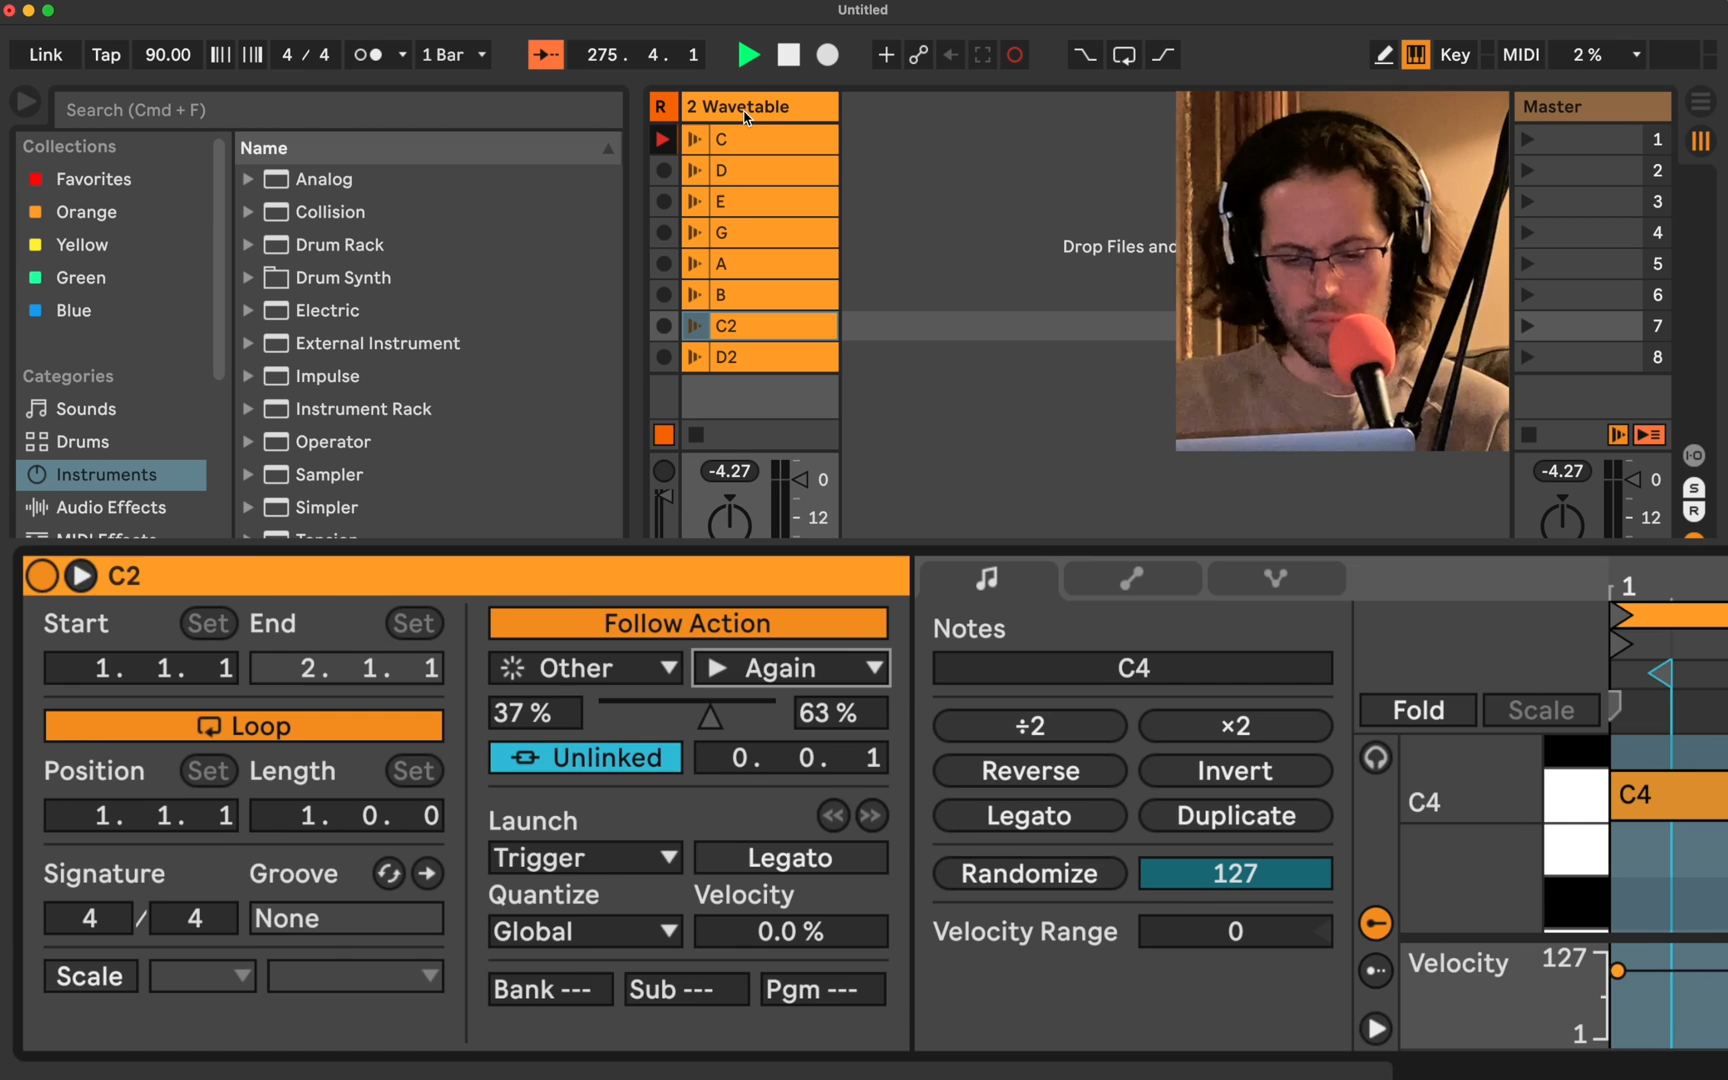 Untitled
Link Tap 90.00 4 / 4 1 Bar 275. 4. 1 Key MIDI 2 %
Search (Cmd + F)
Collections
Favorites
Orange
Yellow
Green
Blue
Categories
Sounds
Drums
Instruments
Audio Effects
Name
Analog
Collision
Drum Rack
Drum Synth
Electric
External Instrument
Impulse
Instrument Rack
Operator
Sampler
Simpler
R 2 Wavetable
C
D
E
G
A
B
C2
D2
-4.27
0
12
Drop Files and
Master
1
2
3
4
5
6
7
8
-4.27
0
12
S
R
C2
Start Set End Set
1. 1. 1 2. 1. 1
Loop
Position Set Length Set
1. 1. 1 1. 0. 0
Signature Groove
4 / 4 None
Scale
Follow Action
Other Again
37 % 63 %
Unlinked 0. 0. 1
Launch
Trigger Legato
Quantize Velocity
Global 0.0 %
Bank --- Sub --- Pgm ---
Notes
C4
÷2 ×2
Reverse Invert
Legato Duplicate
Randomize 127
Velocity Range 0
1
Fold Scale
C4 C4
Velocity 127
1